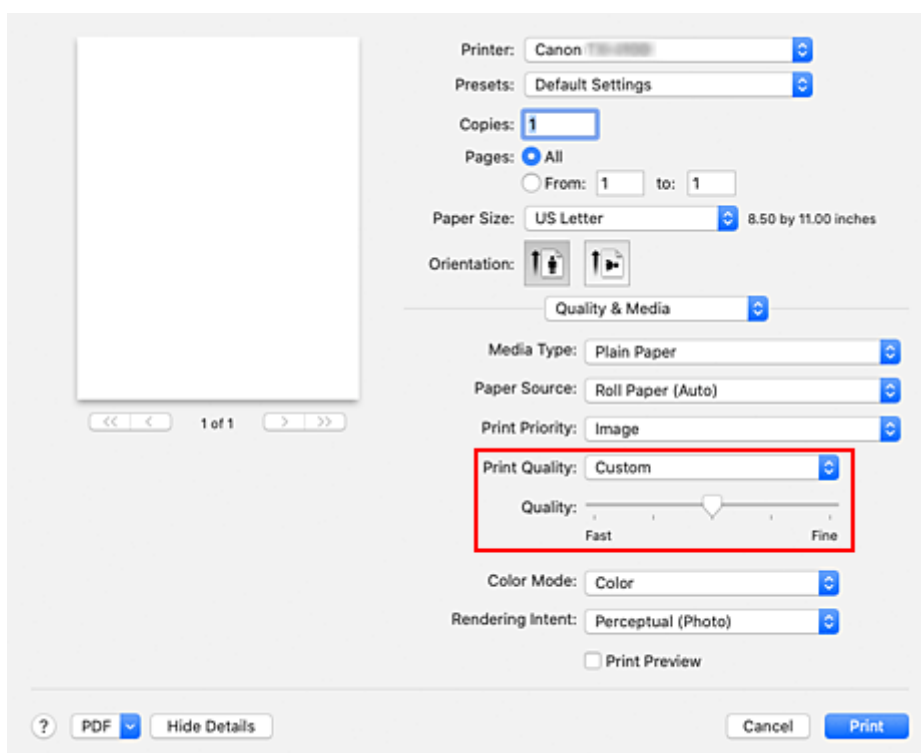 Printer: Canon
Presets: Default Settings
Copies: 1
Pages: All
From: 1 to: 1
Paper Size: US Letter 8.50 by 11.00 inches
Orientation:
Quality & Media
Media Type: Plain Paper
Paper Source: Roll Paper (Auto)
<< < 1 of 1 > >>
Print Priority: Image
Print Quality: Custom
Quality:
Fast Fine
Color Mode: Color
Rendering Intent: Perceptual (Photo)
Print Preview
? PDF Hide Details Cancel Print